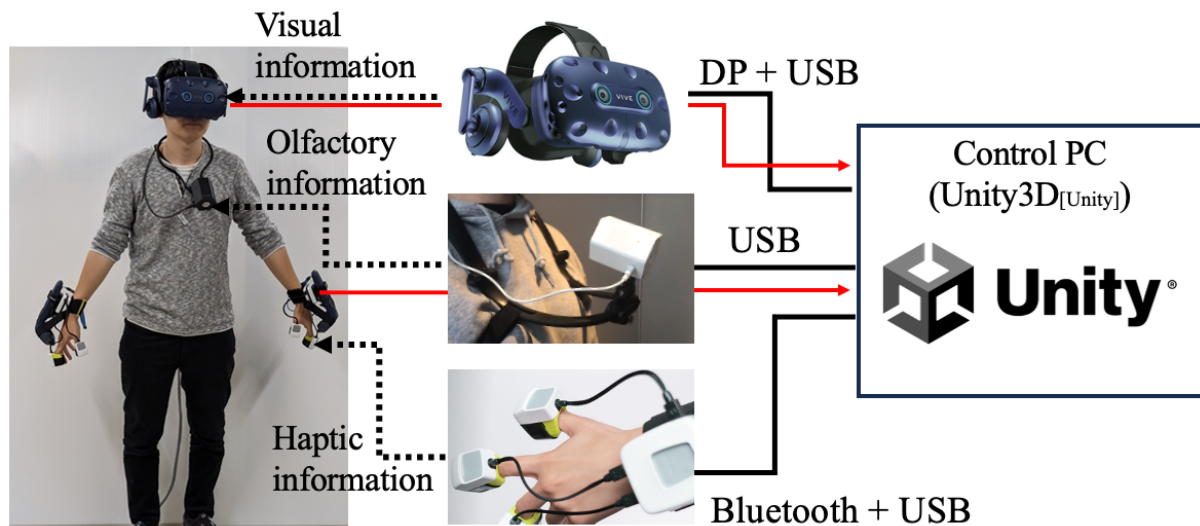 Visual
information
DP + USB
VIVE
Olfactory
information
Control PC
(Unity3D[Unity])
USB
Unity®
Haptic
information
Bluetooth + USB